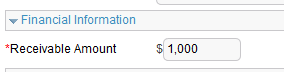 Financial Information
*Receivable Amount $ 1,000